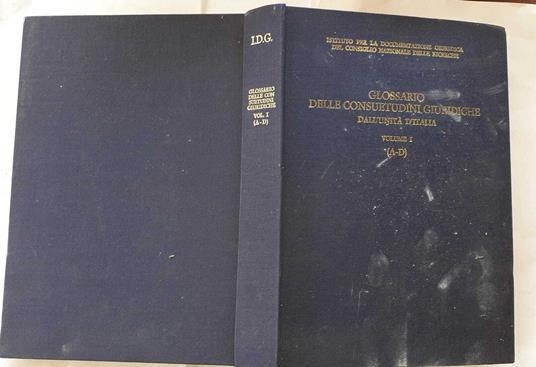 I.D.G.
GLOSSARIO
DELLE CON
SUETUDINI
GIURIDICHE
VOL. I
(A-D)
ISTITUTO PER LA DOCUMENTAZIONE GIURIDICA
DEL CONSIGLIO NAZIONALE DELLE RICERCHE
GLOSSARIO
DELLE CONSUETUDINI GIURIDICHE
DALL'UNITÀ D'ITALIA
VOLUME I
(A-D)